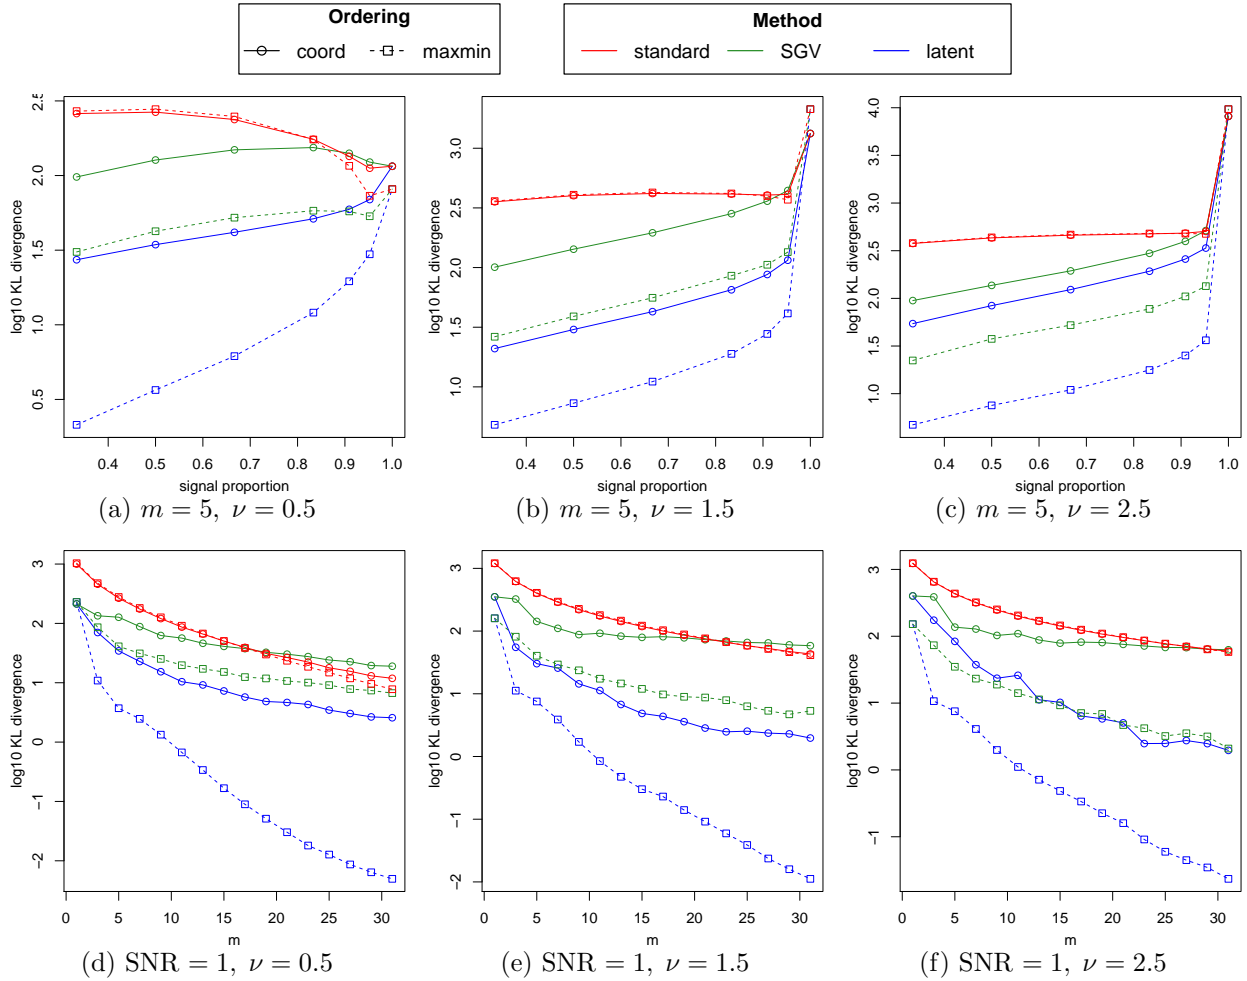 Ordering
coord maxmin
Method
standard SGV latent
log10 KL divergence
0.5 1.0 1.5 2.0 2.5
0.4 0.5 0.6 0.7 0.8 0.9 1.0
signal proportion
(a) m = 5, ν = 0.5
log10 KL divergence
1.0 1.5 2.0 2.5 3.0
0.4 0.5 0.6 0.7 0.8 0.9 1.0
signal proportion
(b) m = 5, ν = 1.5
log10 KL divergence
1.0 1.5 2.0 2.5 3.0 3.5 4.0
0.4 0.5 0.6 0.7 0.8 0.9 1.0
signal proportion
(c) m = 5, ν = 2.5
log10 KL divergence
−2 −1 0 1 2 3
0 5 10 15 20 25 30
m
(d) SNR = 1, ν = 0.5
log10 KL divergence
−2 −1 0 1 2 3
0 5 10 15 20 25 30
m
(e) SNR = 1, ν = 1.5
log10 KL divergence
−1 0 1 2 3
0 5 10 15 20 25 30
m
(f) SNR = 1, ν = 2.5